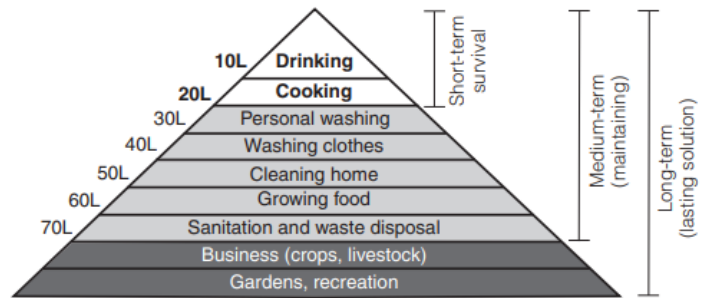 10L Drinking
20L Cooking
30L Personal washing
40L Washing clothes
50L Cleaning home
60L Growing food
70L Sanitation and waste disposal
Business (crops, livestock)
Gardens, recreation
Short-term
survival
Medium-term
(maintaining)
Long-term
(lasting solution)